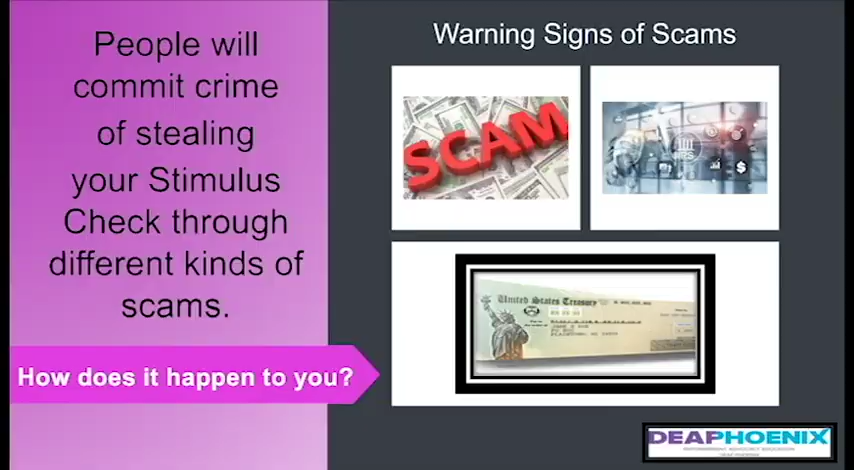 People will
commit crime
of stealing
your Stimulus
Check through
different kinds of
scams.
How does it happen to you?
Warning Signs of Scams
SCAM
$
United States Treasury
DEAPHOENIX